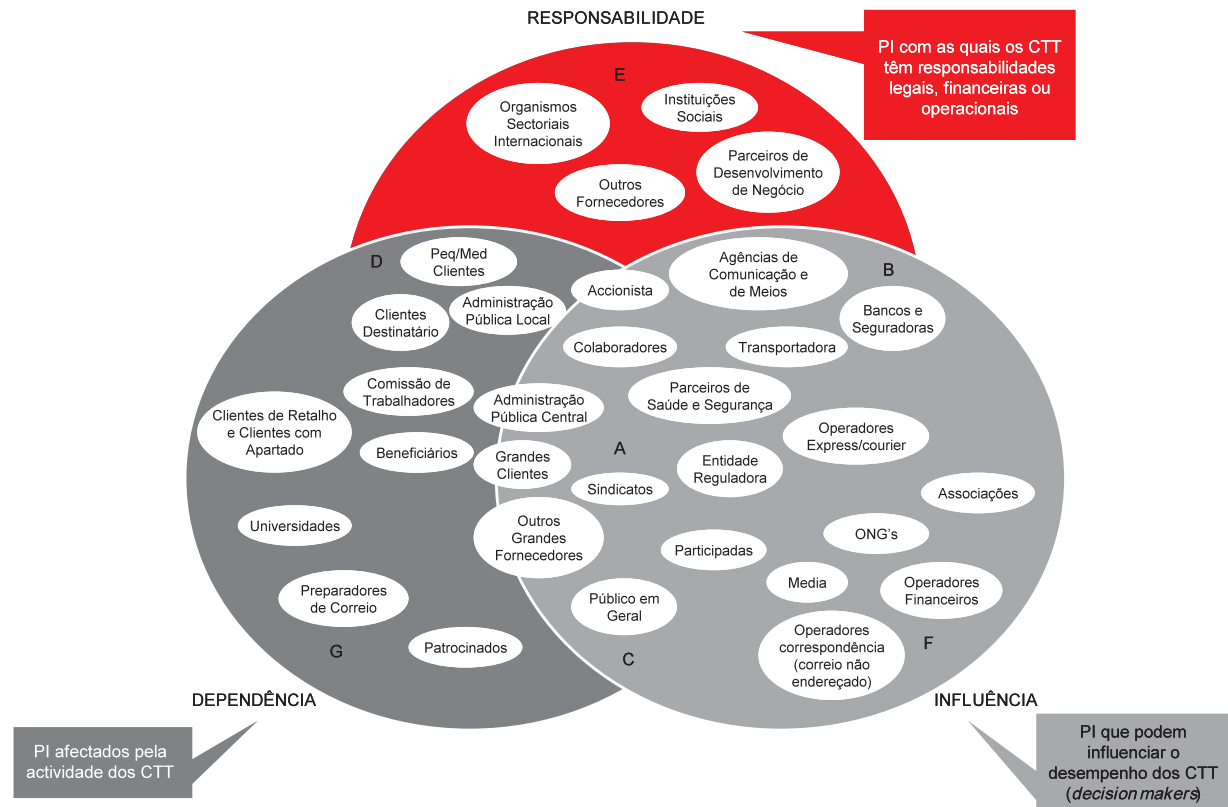 RESPONSABILIDADE
PI com as quais os CTT
têm responsabilidades
legais, financeiras ou
operacionais
E
Organismos
Sectoriais
Internacionais
Instituições
Sociais
Parceiros de
Desenvolvimento
de Negócio
Outros
Fornecedores
D
Peq/Med
Clientes
Administração
Pública Local
Clientes
Destinatário
Comissão de
Trabalhadores
Clientes de Retalho
e Clientes com
Apartado
Beneficiários
Universidades
Preparadores
de Correio
G
Patrocinados
Accionista
Colaboradores
Administração
Pública Central
Parceiros de
Saúde e Segurança
A
Grandes
Clientes
Sindicatos
Entidade
Reguladora
Outros
Grandes
Fornecedores
Participadas
Público em
Geral
C
Agências de
Comunicação e
de Meios
B
Bancos e
Seguradoras
Transportadora
Operadores
Express/courier
Associações
ONG's
Media
Operadores
Financeiros
Operadores
correspondência
(correio não
endereçado)
F
DEPENDÊNCIA
PI afectados pela
actividade dos CTT
INFLUÊNCIA
PI que podem
influenciar o
desempenho dos CTT
(decision makers)